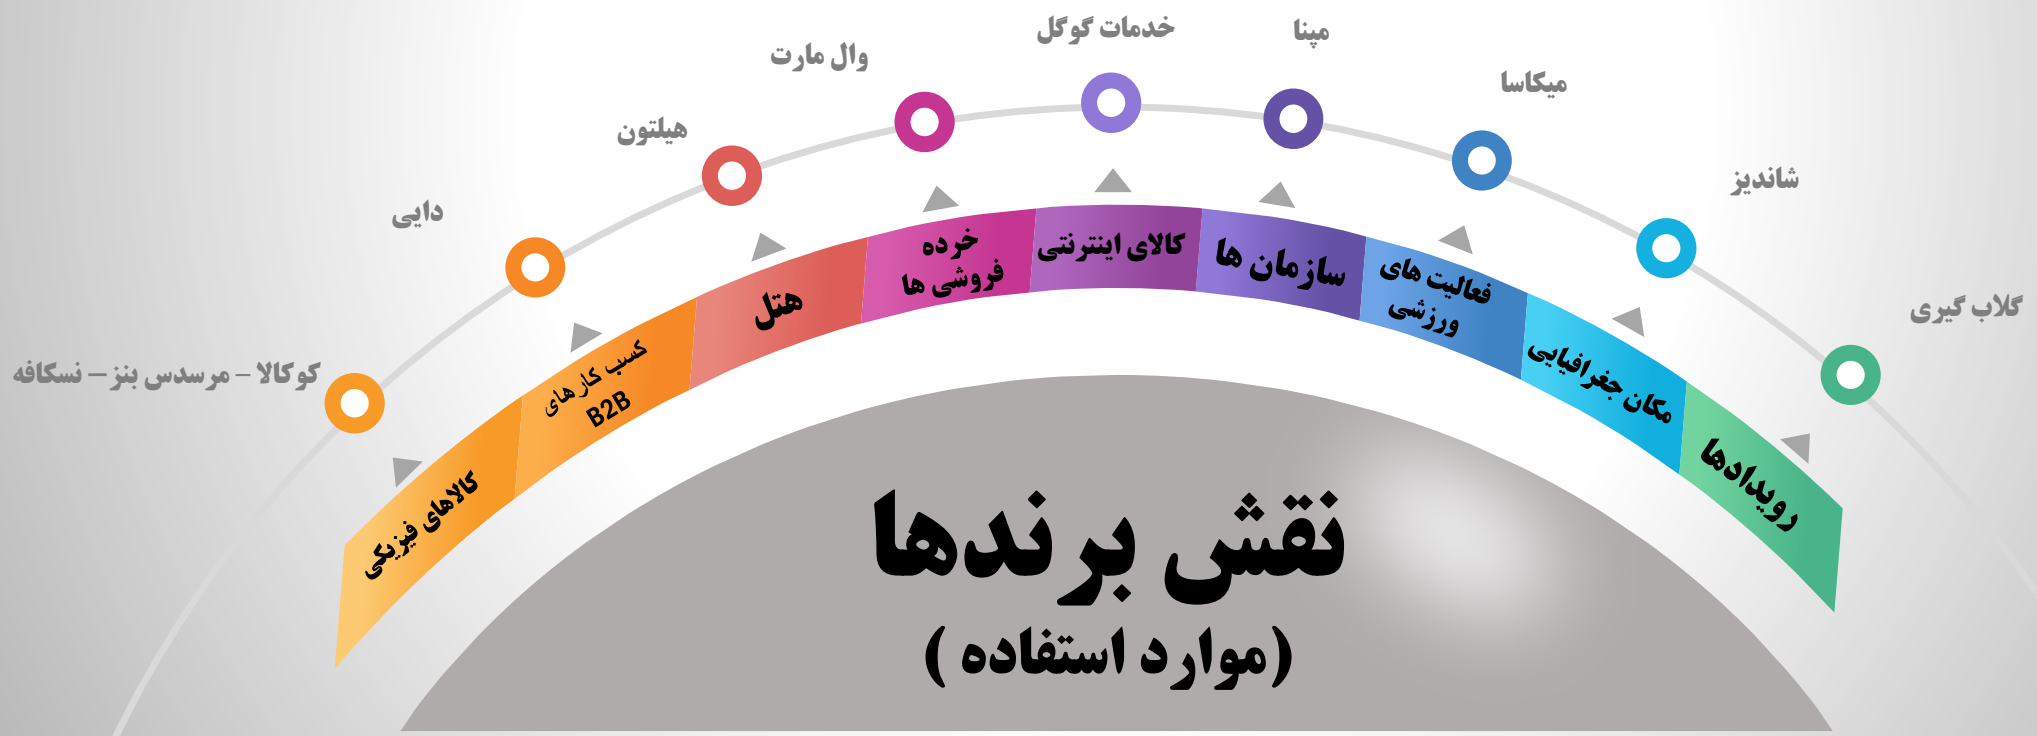 خدمات گوگل
مپنا
وال مارت
میکاسا
هیلتون
شاندیز
دایی
گلاب گیری
کوکالا – مرسدس بنز – نسکافه
رویدادها
مکان جغرافیایی
فعالیت های
ورزشی
سازمان ها
کالای اینترنتی
خرده
فروشی ها
هتل
کسب کارهای
B2B
کالاهای فیزیکی
نقش برندها
(موارد استفاده )